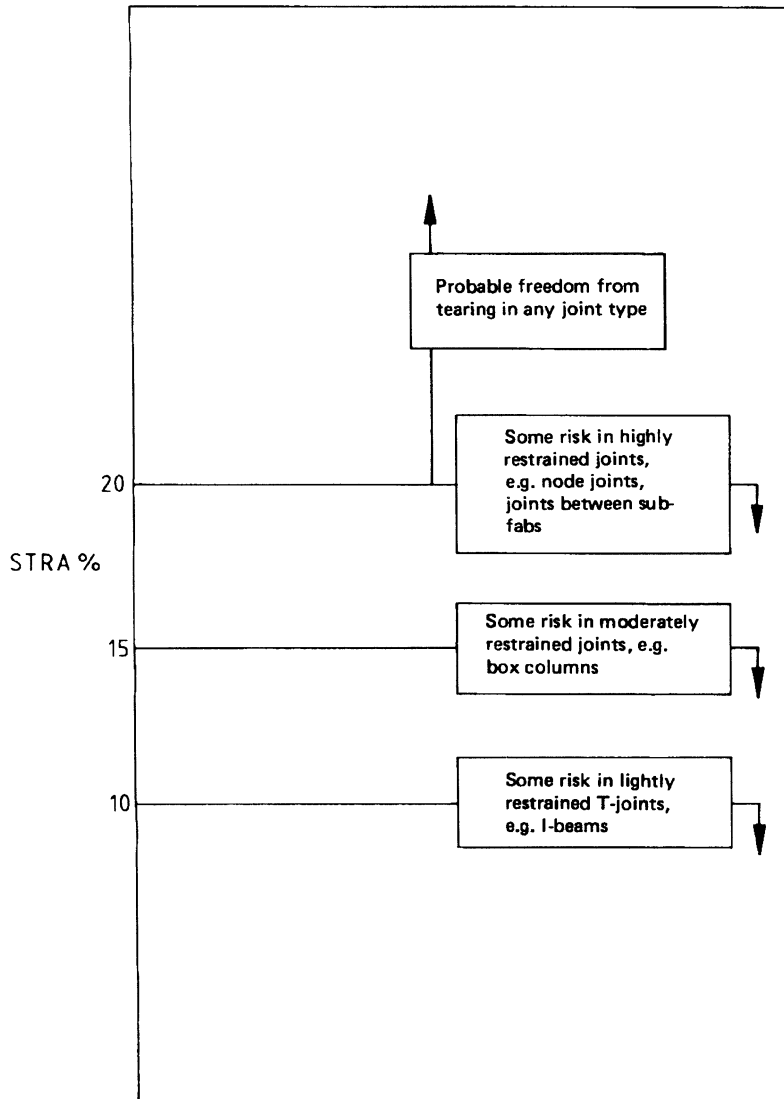 Probable freedom from
tearing in any joint type
Some risk in highly
restrained joints,
e.g. node joints,
joints between sub-
fabs
20
STRA %
Some risk in moderately
restrained joints, e.g.
box columns
15
Some risk in lightly
restrained T-joints,
e.g. I-beams
10